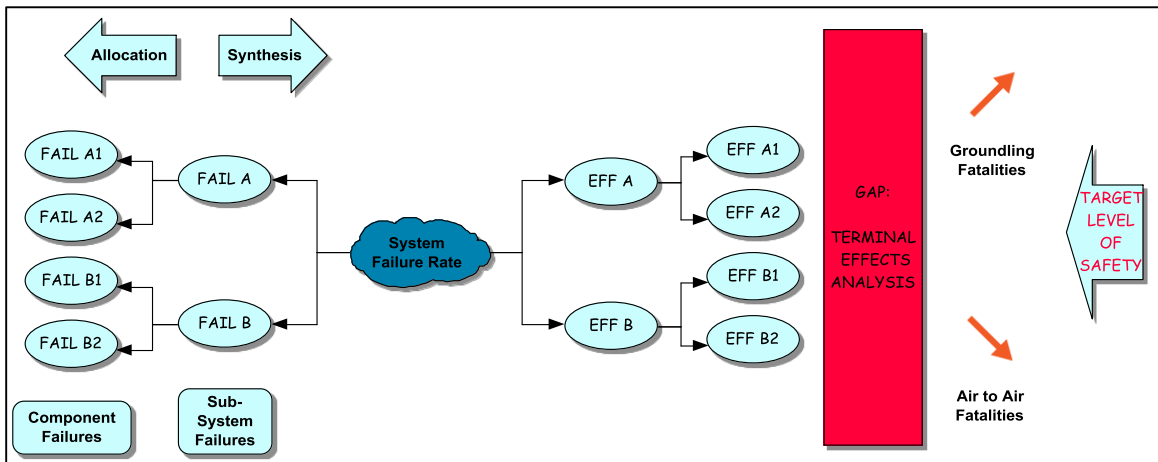 Allocation
Synthesis
FAIL A1
FAIL A2
FAIL B1
FAIL B2
FAIL A
FAIL B
System
Failure Rate
EFF A
EFF B
EFF A1
EFF A2
EFF B1
EFF B2
GAP:
TERMINAL
EFFECTS
ANALYSIS
Groundling
Fatalities
Air to Air
Fatalities
TARGET
LEVEL
OF
SAFETY
Component
Failures
Sub-
System
Failures